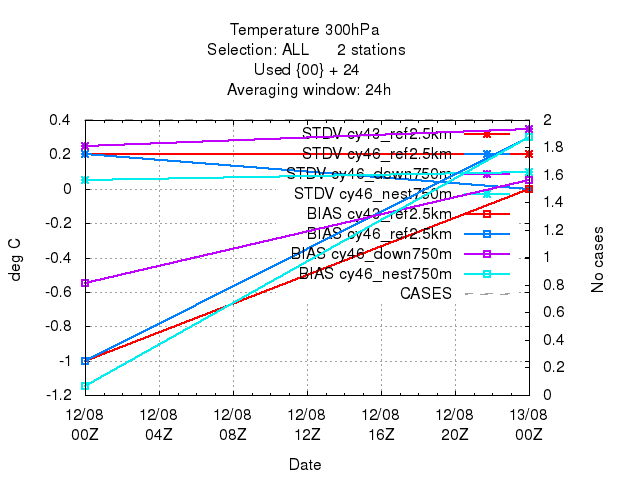 Temperature 300hPa
Selection: ALL 2 stations
Used {00} + 24
Averaging window: 24h
0.4
0.2
0
-0.2
-0.4
-0.6
-0.8
-1
-1.2
2
1.8
1.6
1.4
1.2
1
0.8
0.6
0.4
0.2
0
deg C
No cases
STDV cy43_ref2.5km
STDV cy46_ref2.5km
STDV cy46_down750m
STDV cy46_nest750m
BIAS cy43_ref2.5km
BIAS cy46_ref2.5km
BIAS cy46_down750m
BIAS cy46_nest750m
CASES
12/08 12/08 12/08 12/08 12/08 12/08 13/08
00Z 04Z 08Z 12Z 16Z 20Z 00Z
Date